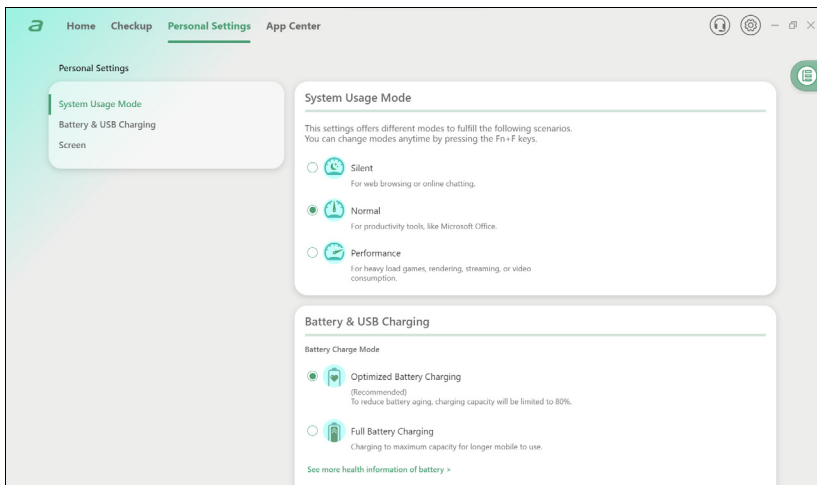 a Home Checkup Personal Settings App Center
Personal Settings
System Usage Mode
Battery & USB Charging
Screen
System Usage Mode
This settings offers different modes to fulfill the following scenarios.
You can change modes anytime by pressing the Fn+F keys.
Silent
For web browsing or online chatting.
Normal
For productivity tools, like Microsoft Office.
Performance
For heavy load games, rendering, streaming, or video
consumption.
Battery & USB Charging
Battery Charge Mode
Optimized Battery Charging
(Recommended)
To reduce battery aging, charging capacity will be limited to 80%.
Full Battery Charging
Charging to maximum capacity for longer mobile to use.
See more health information of battery >